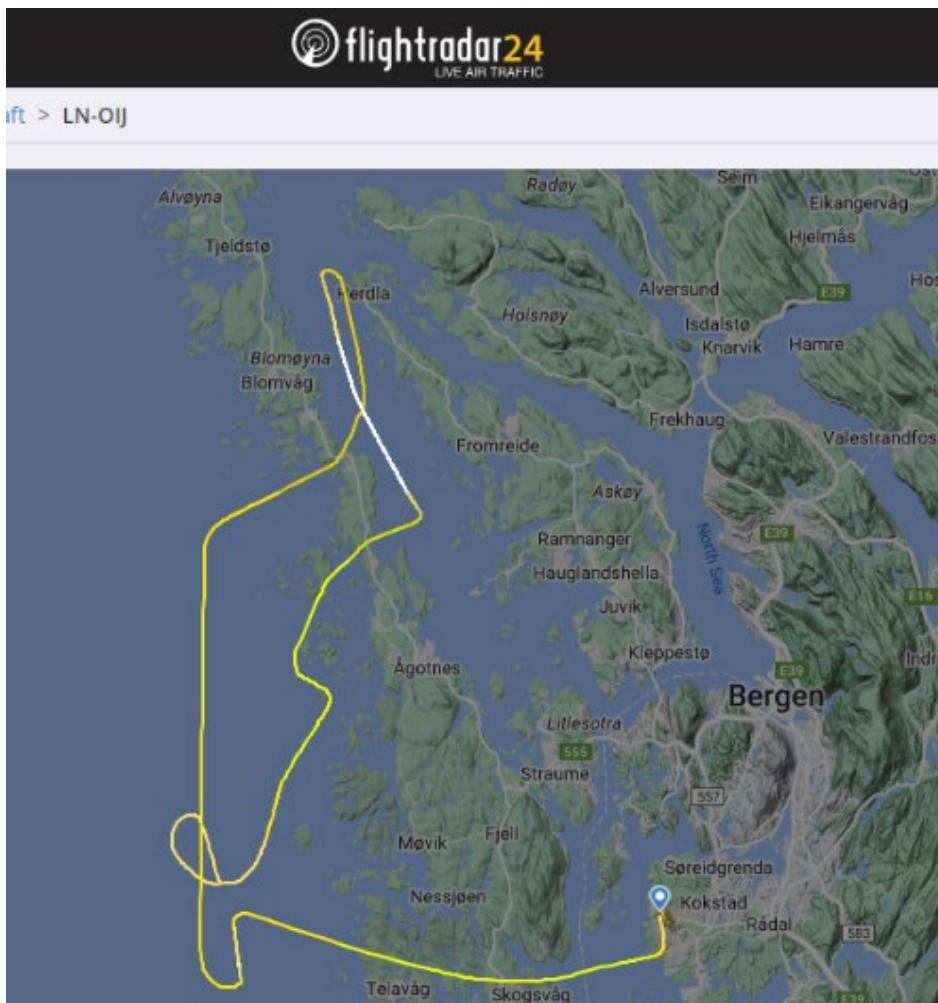 flightradar24
LIVE AIR TRAFFIC
aft > LN-OIJ
Alvøyna
Radøy
Seim
Eikangervåg
Tjeldstø
Hjelmås
Herdla
Alversund
E39
Holsnøy
Isdalstø
Knarvik
Hamre
Blomøyna
Blomvåg
Frekhaug
Fromreide
Valestrandfos
Askøy
E39
North Sea
Ramnanger
Hauglandshella
E16
Juvik
Kleppestø
Indr
Ågotnes
E39
Bergen
Litlesotra
555
Straume
557
Møvik
Fjell
Søreidgrenda
Nessjøen
Kokstad
Rådal
583
Telavåg
Skogsvåg
E39